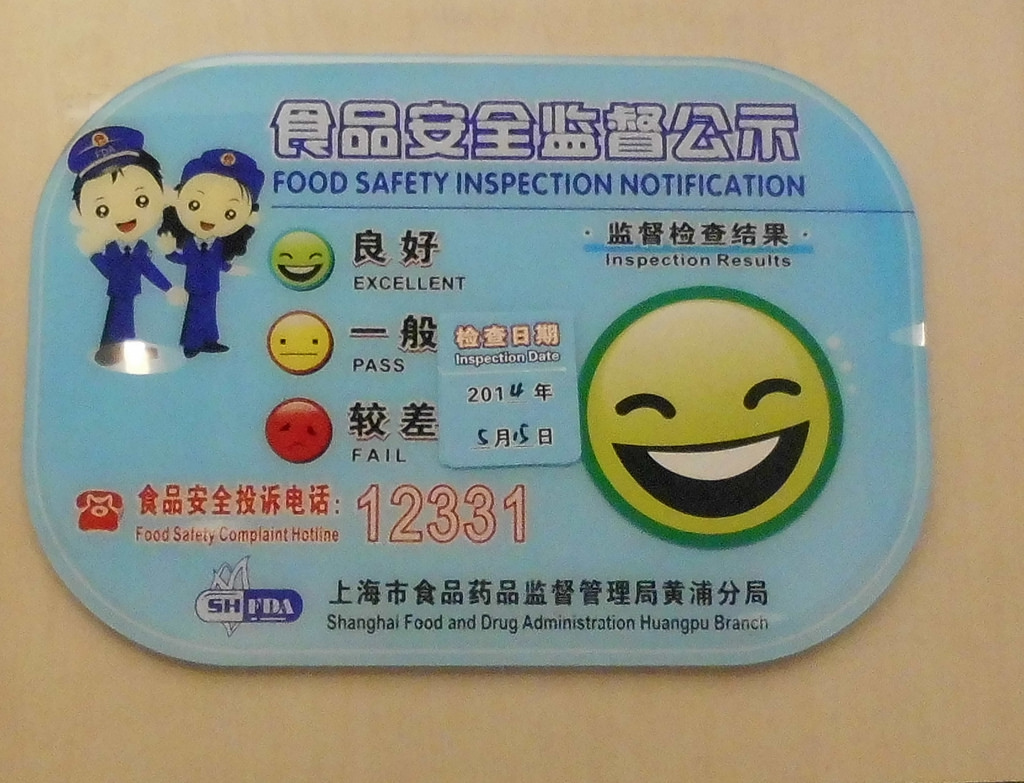 食品安全监督公示
FOOD SAFETY INSPECTION NOTIFICATION
良好
EXCELLENT
一般
PASS
较差
FAIL
检查日期
Inspection Date
2014年
5月15日
·监督检查结果·
Inspection Results
食品安全投诉电话: 12331
Food Safety Complaint Hotline
SHFDA
上海市食品药品监督管理局黄浦分局
Shanghai Food and Drug Administration Huangpu Branch